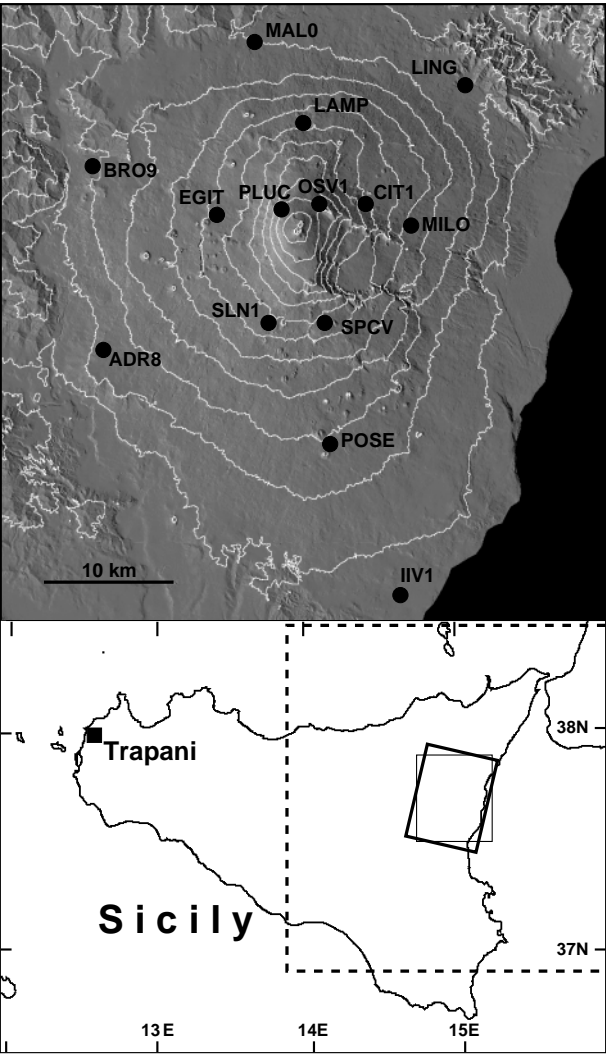 MAL0
LING
LAMP
BRO9
EGIT
PLUC
OSV1
CIT1
MILO
SLN1
SPCV
ADR8
POSE
10 km
IIV1
38N
Trapani
Sicily
37N
13E
14E
15E